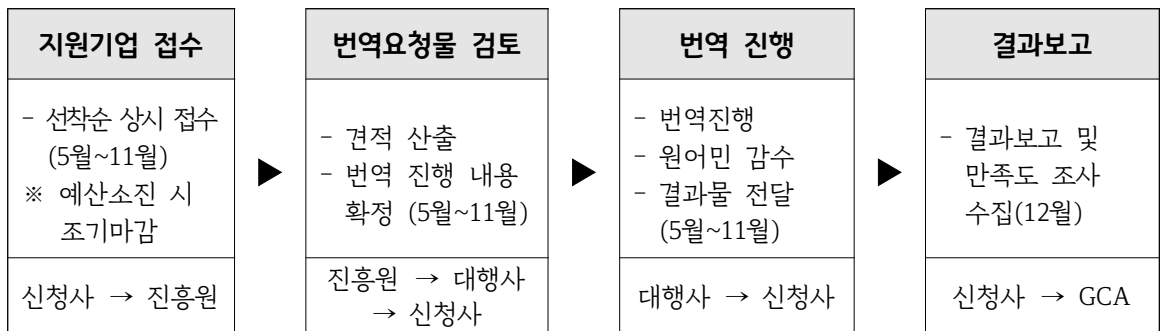 지원기업 접수
- 선착순 상시 접수
(5월~11월)
※ 예산소진 시
조기마감
신청사 → 진흥원
▶
번역요청물 검토
- 견적 산출
- 번역 진행 내용
확정 (5월~11월)
진흥원 → 대행사
→ 신청사
▶
번역 진행
- 번역진행
- 원어민 감수
- 결과물 전달
(5월~11월)
대행사 → 신청사
▶
결과보고
- 결과보고 및
만족도 조사
수집(12월)
신청사 → GCA